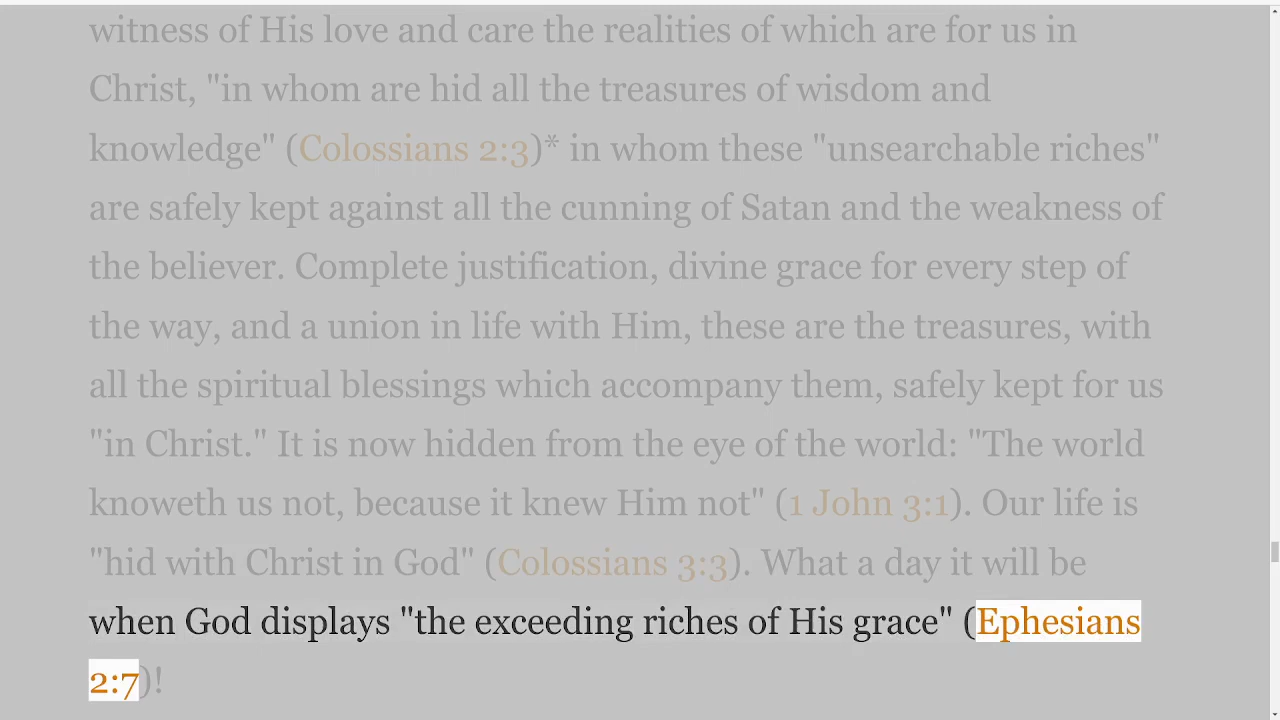 witness of His love and care the realities of which are for us in
Christ, "in whom are hid all the treasures of wisdom and
knowledge" (Colossians 2:3)* in whom these "unsearchable riches"
are safely kept against all the cunning of Satan and the weakness of
the believer. Complete justification, divine grace for every step of
the way, and a union in life with Him, these are the treasures, with
all the spiritual blessings which accompany them, safely kept for us
"in Christ." It is now hidden from the eye of the world: "The world
knoweth us not, because it knew Him not" (1 John 3:1). Our life is
"hid with Christ in God" (Colossians 3:3). What a day it will be
when God displays "the exceeding riches of His grace" (Ephesians
2:7)!